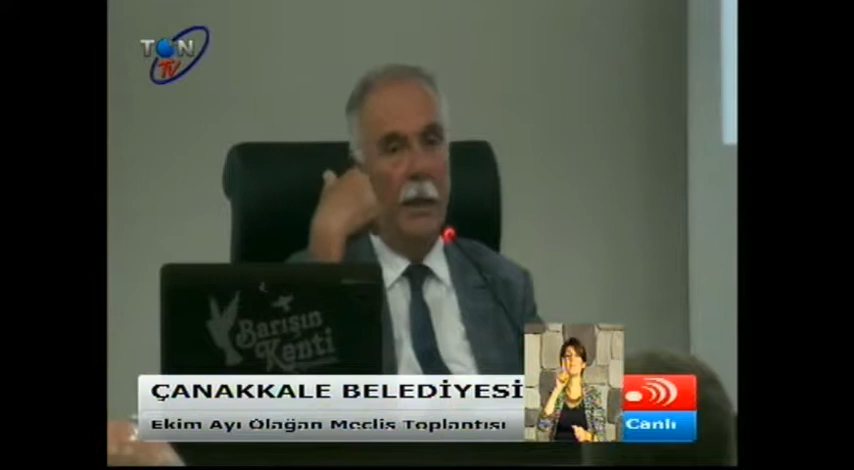 TON
TV
Barışın
Kenti
ÇANAKKALE BELEDİYESİ
Ekim Ayı Olağan Meclis Toplantısı
Canlı